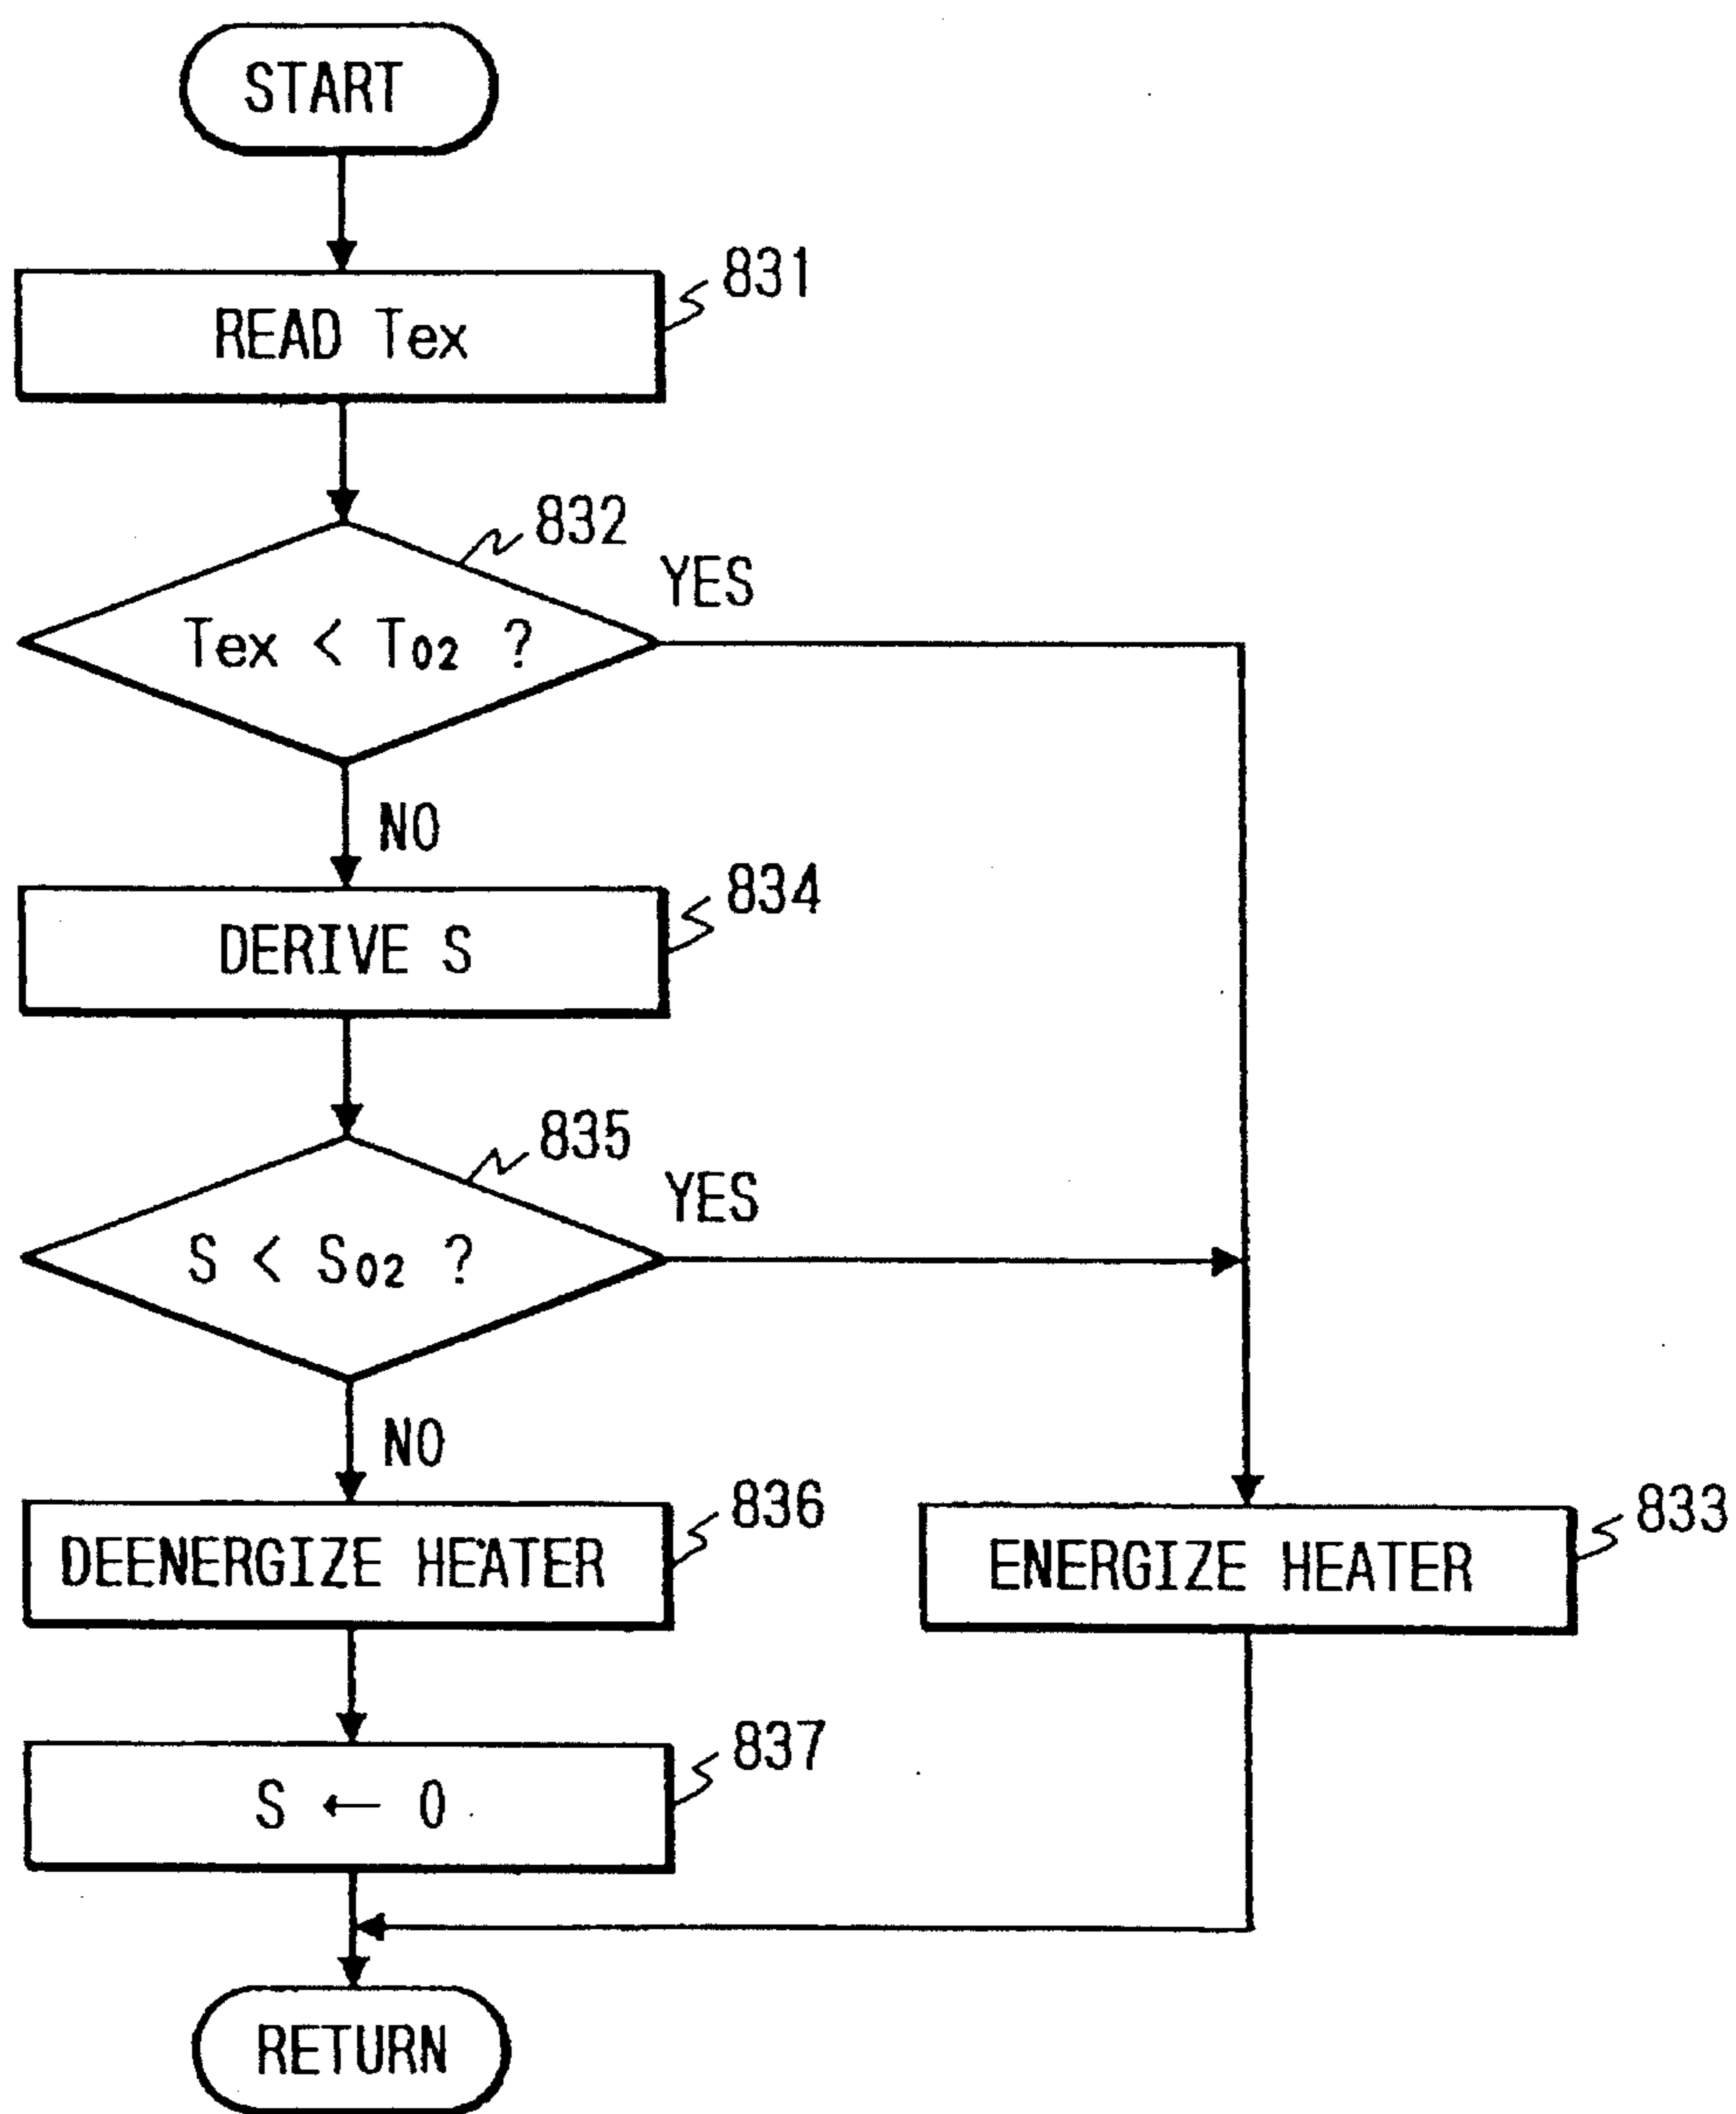 START
831
READ Tex
832
YES
Tex < T02 ?
NO
834
DERIVE S
835
YES
S < S02 ?
NO
836
DEENERGIZE HEATER
833
ENERGIZE HEATER
837
S ← 0
RETURN